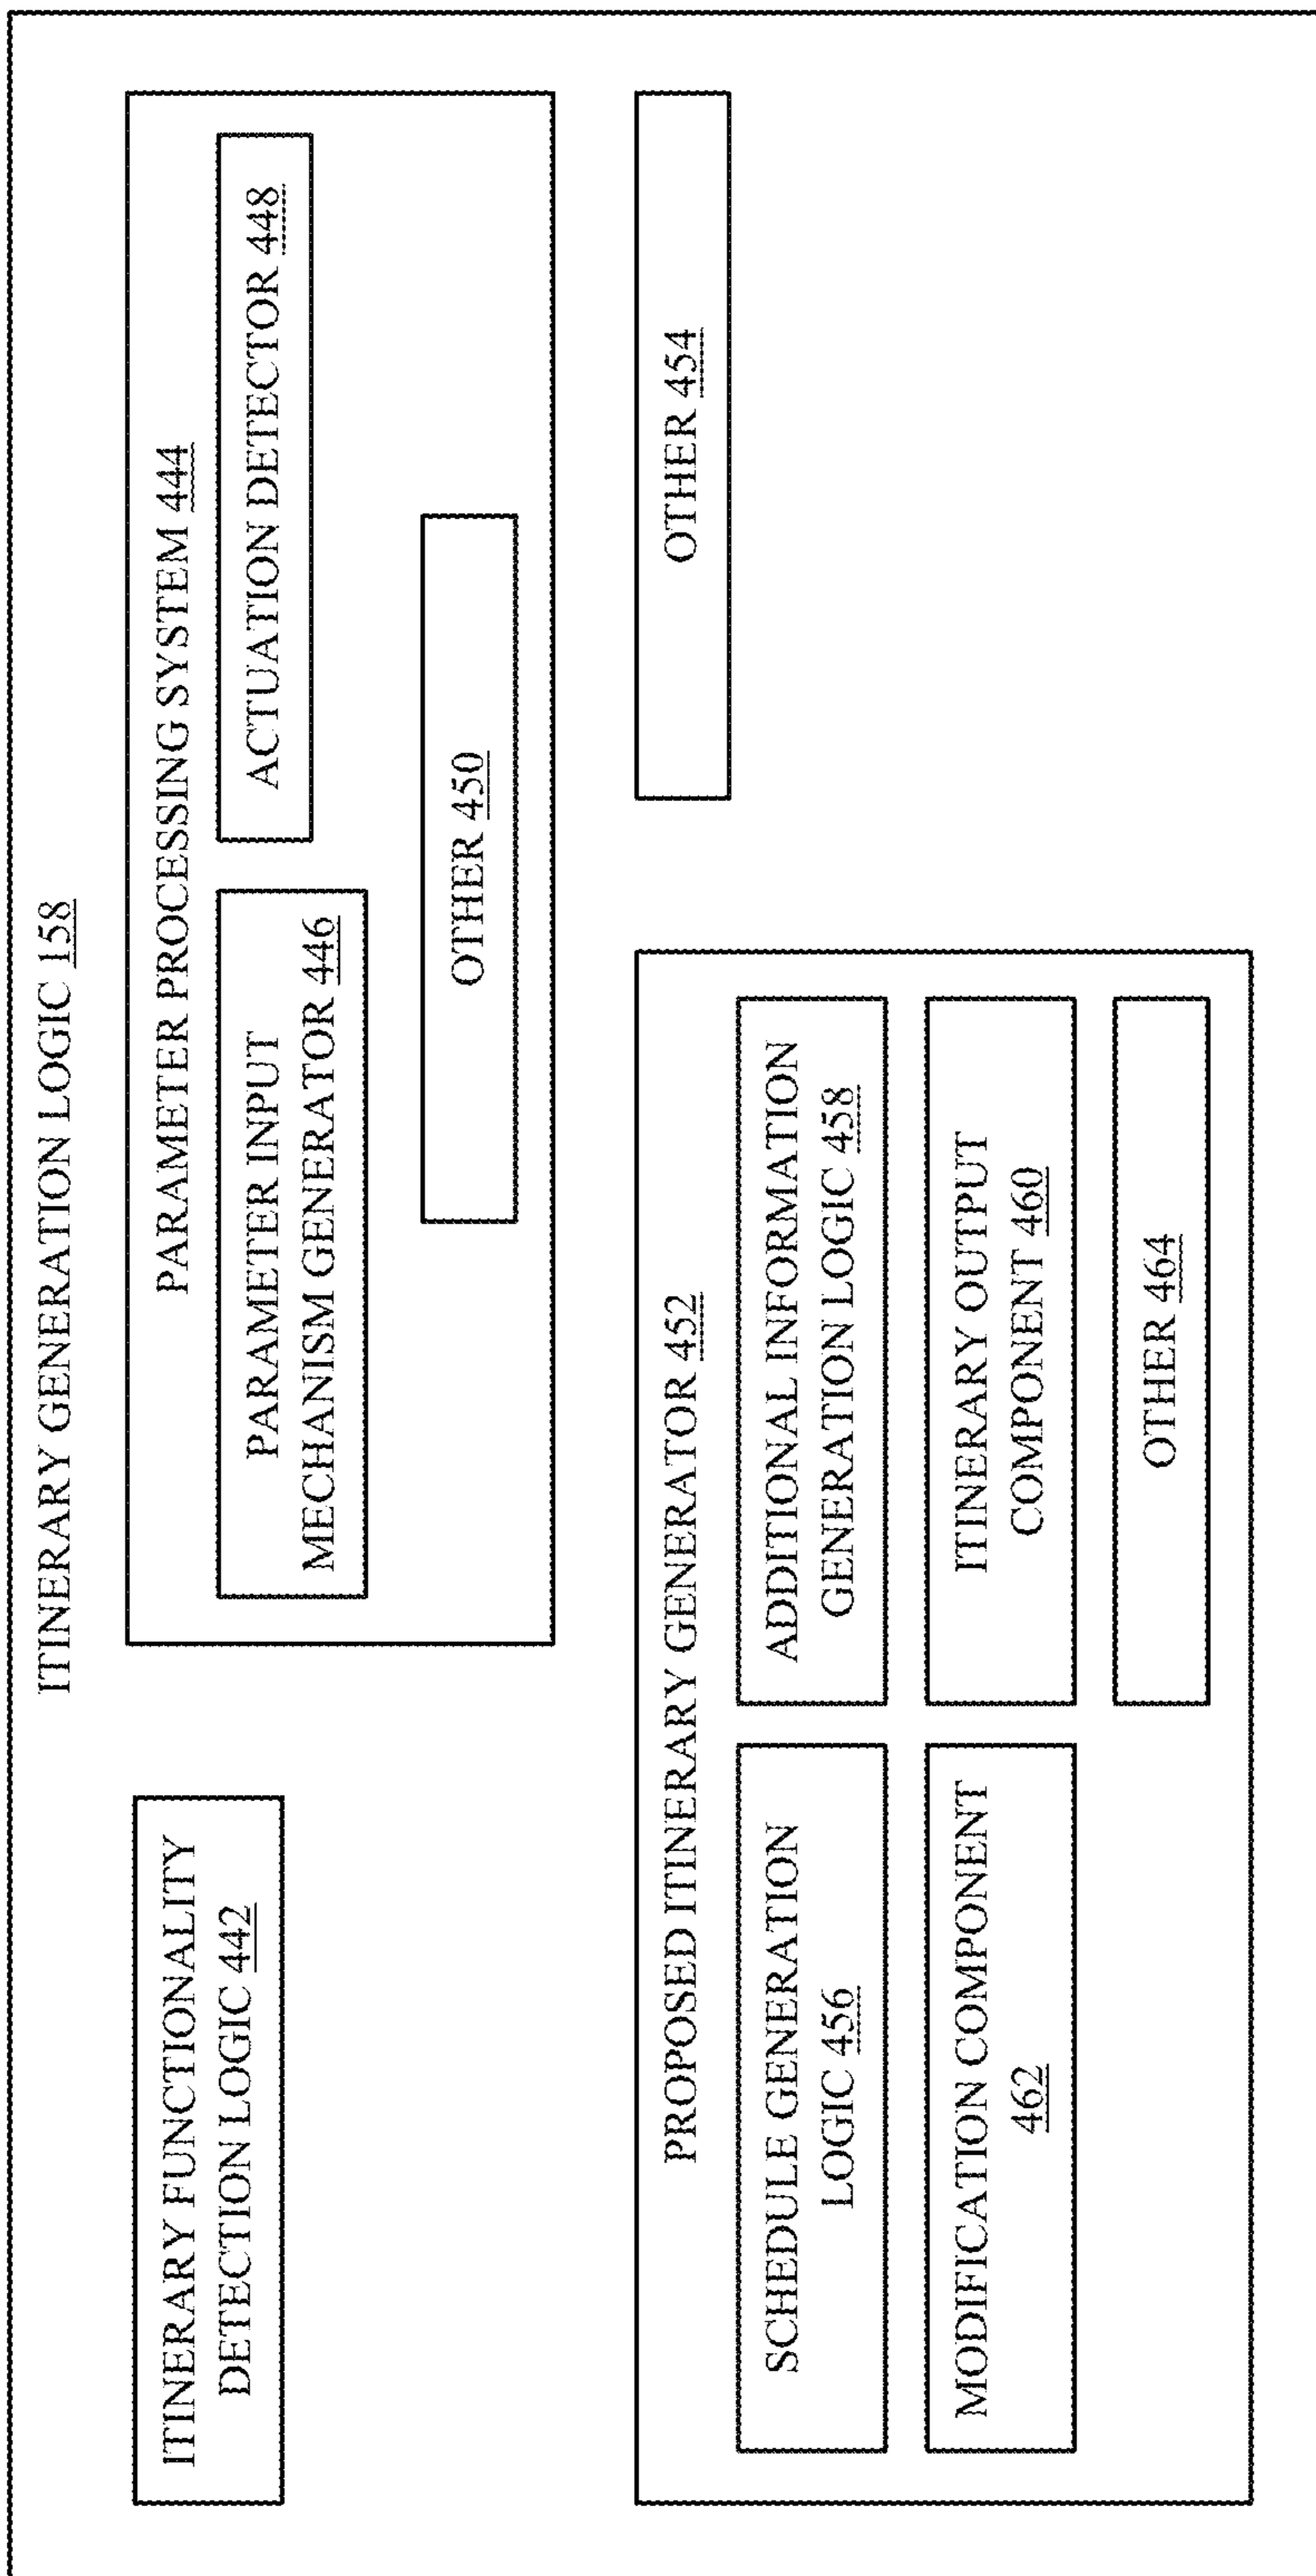 ITINERARY GENERATION LOGIC 158
ITINERARY FUNCTIONALITY
DETECTION LOGIC 442
PARAMETER PROCESSING SYSTEM 444
PARAMETER INPUT
MECHANISM GENERATOR 446
ACTUATION DETECTOR 448
OTHER 450
PROPOSED ITINERARY GENERATOR 452
SCHEDULE GENERATION
LOGIC 456
ADDITIONAL INFORMATION
GENERATION LOGIC 458
MODIFICATION COMPONENT
462
ITINERARY OUTPUT
COMPONENT 460
OTHER 464
OTHER 454